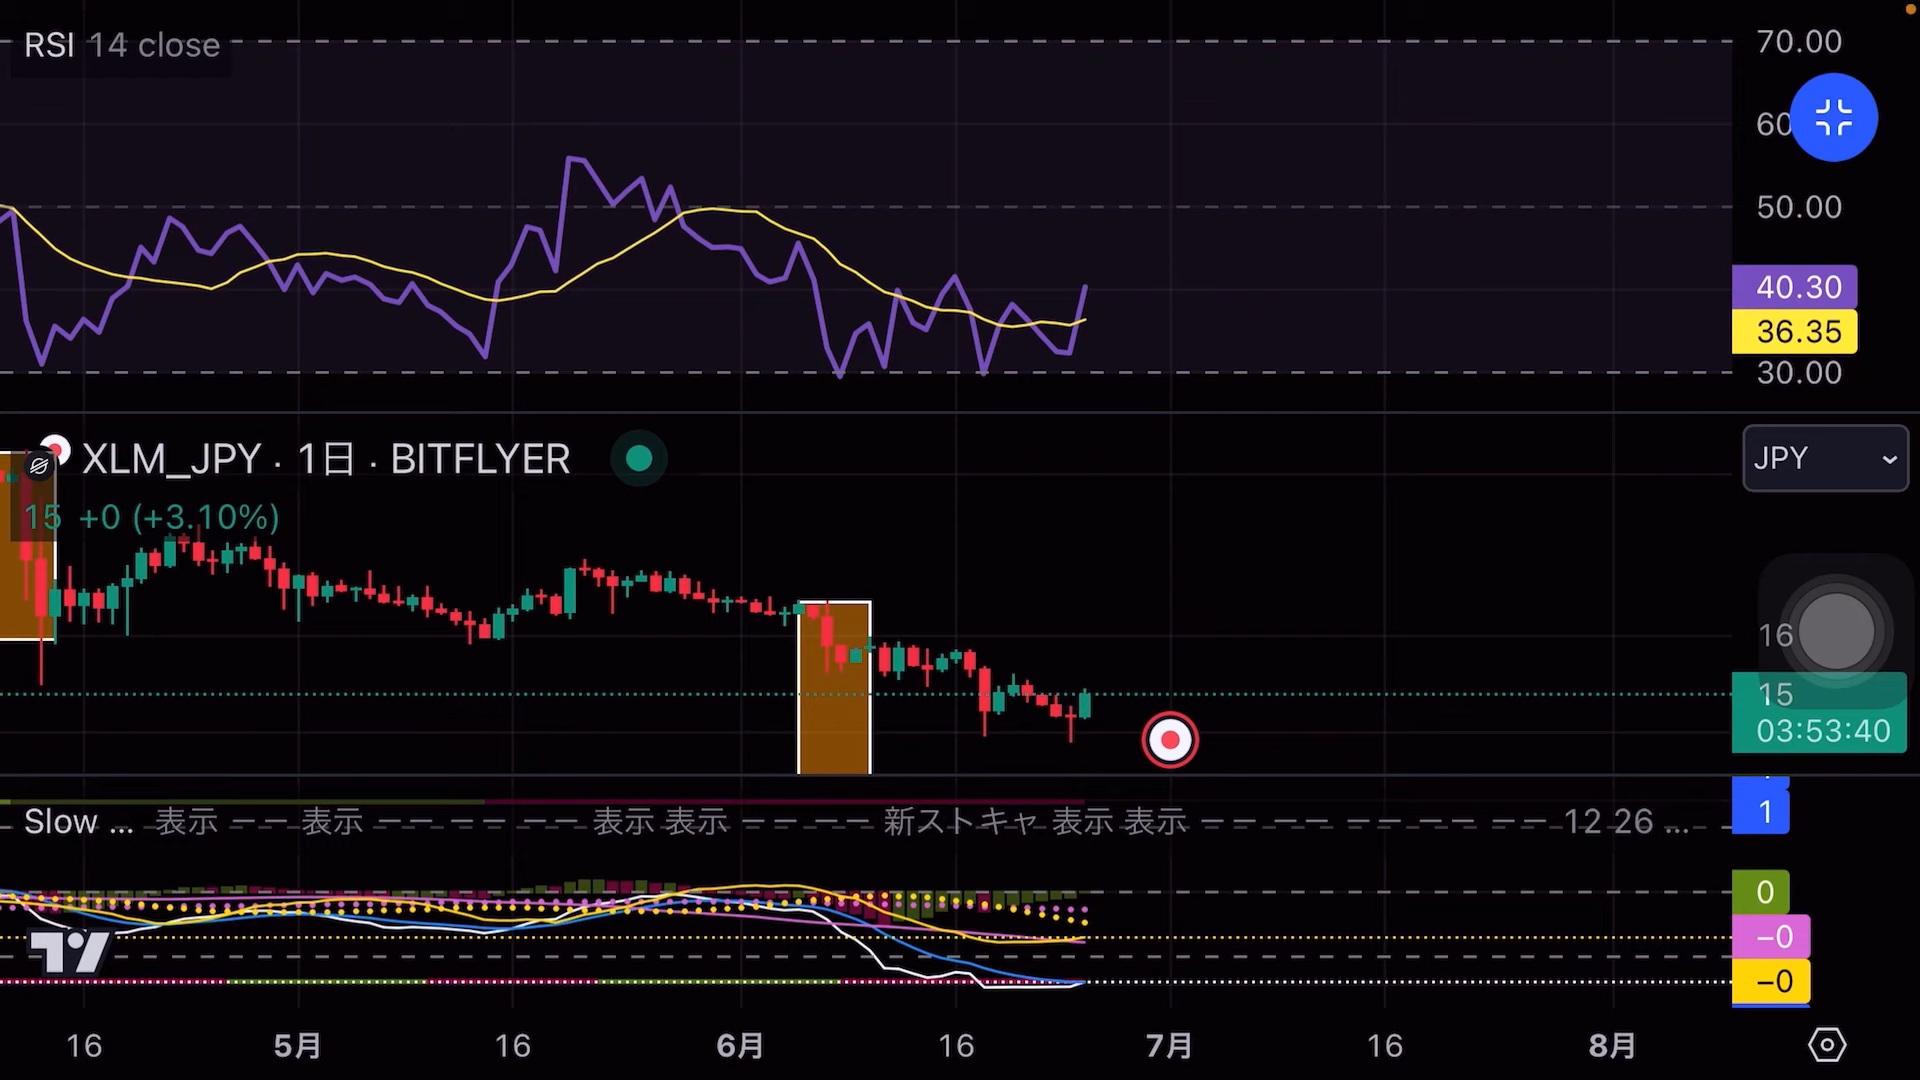 RSI 14 close
70.00
60
50.00
40.30
36.35
30.00
XLM_JPY · 1日 · BITFLYER
JPY
15 +0 (+3.10%)
16
15
03:53:40
Slow ... 表示 —— 表示 —— —— —— 表示 表示 —— —— 新ストキャ 表示 表示 —— —— —— —— —— 12 26 ...
1
0
−0
−0
16 5月 16 6月 16 7月 16 8月